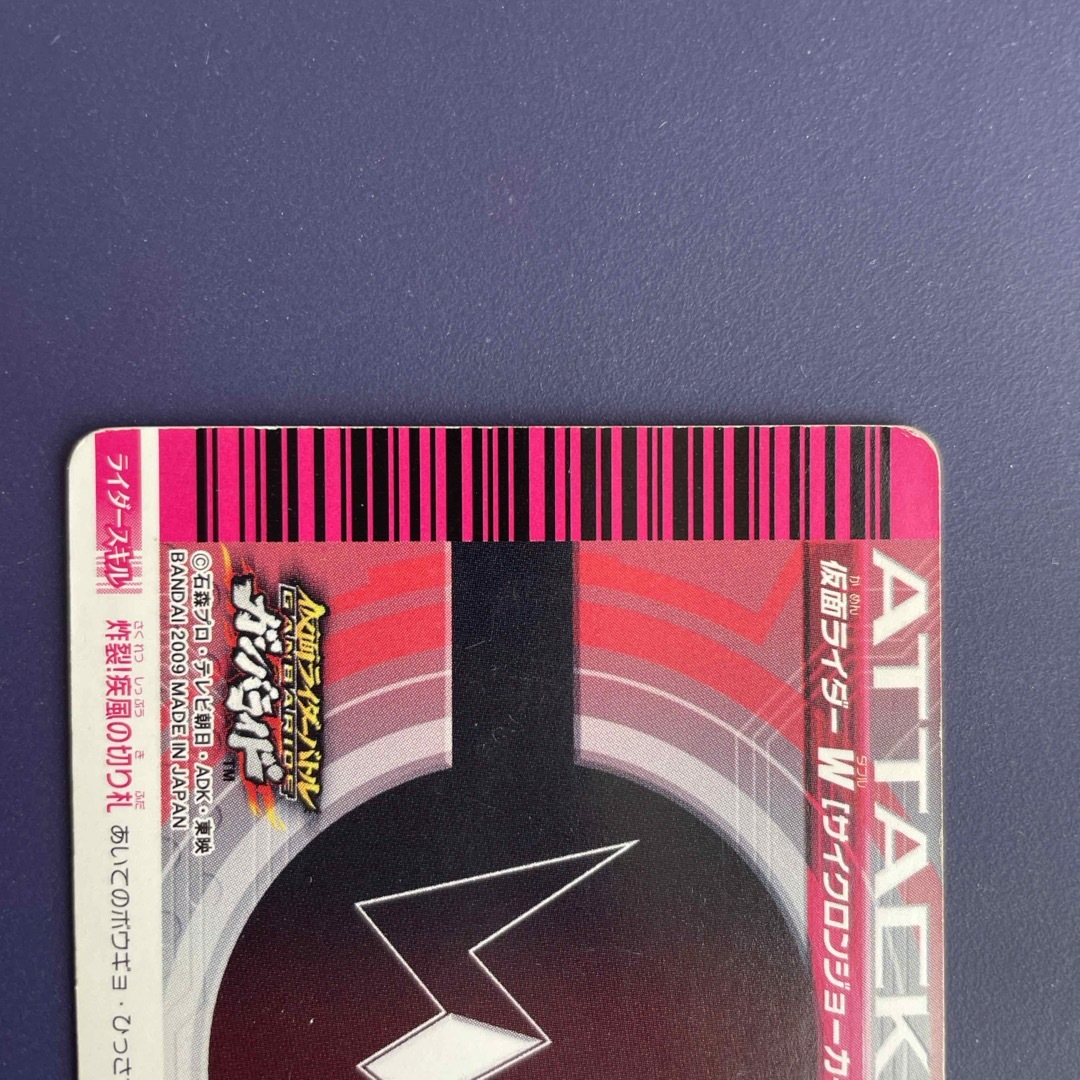 ATTACK
かめん
仮面ライダー
ダブル
W [サイクロンジョーカ
仮面ライダーバトル
GANBARIDE
ガンバライド
TM
©石森プロ・テレビ朝日・ADK・東映
BANDAI 2009 MADE IN JAPAN
ライダースキル
さくれつ しっぷう き ふだ
炸裂!疾風の切り札 あいてのボウギョ・ひっさ